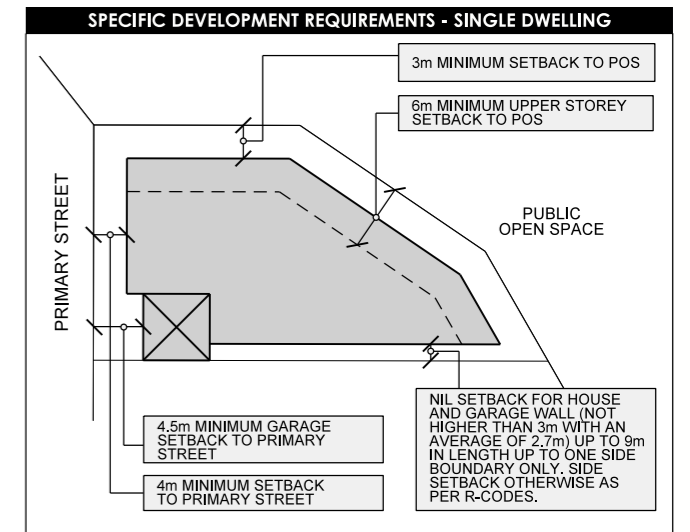 SPECIFIC DEVELOPMENT REQUIREMENTS - SINGLE DWELLING
3m MINIMUM SETBACK TO POS
6m MINIMUM UPPER STOREY
SETBACK TO POS
PRIMARY STREET
PUBLIC
OPEN SPACE
4.5m MINIMUM GARAGE
SETBACK TO PRIMARY
STREET
4m MINIMUM SETBACK
TO PRIMARY STREET
NIL SETBACK FOR HOUSE
AND GARAGE WALL (NOT
HIGHER THAN 3m WITH AN
AVERAGE OF 2.7m) UP TO 9m
IN LENGTH UP TO ONE SIDE
BOUNDARY ONLY. SIDE
SETBACK OTHERWISE AS
PER R-CODES.